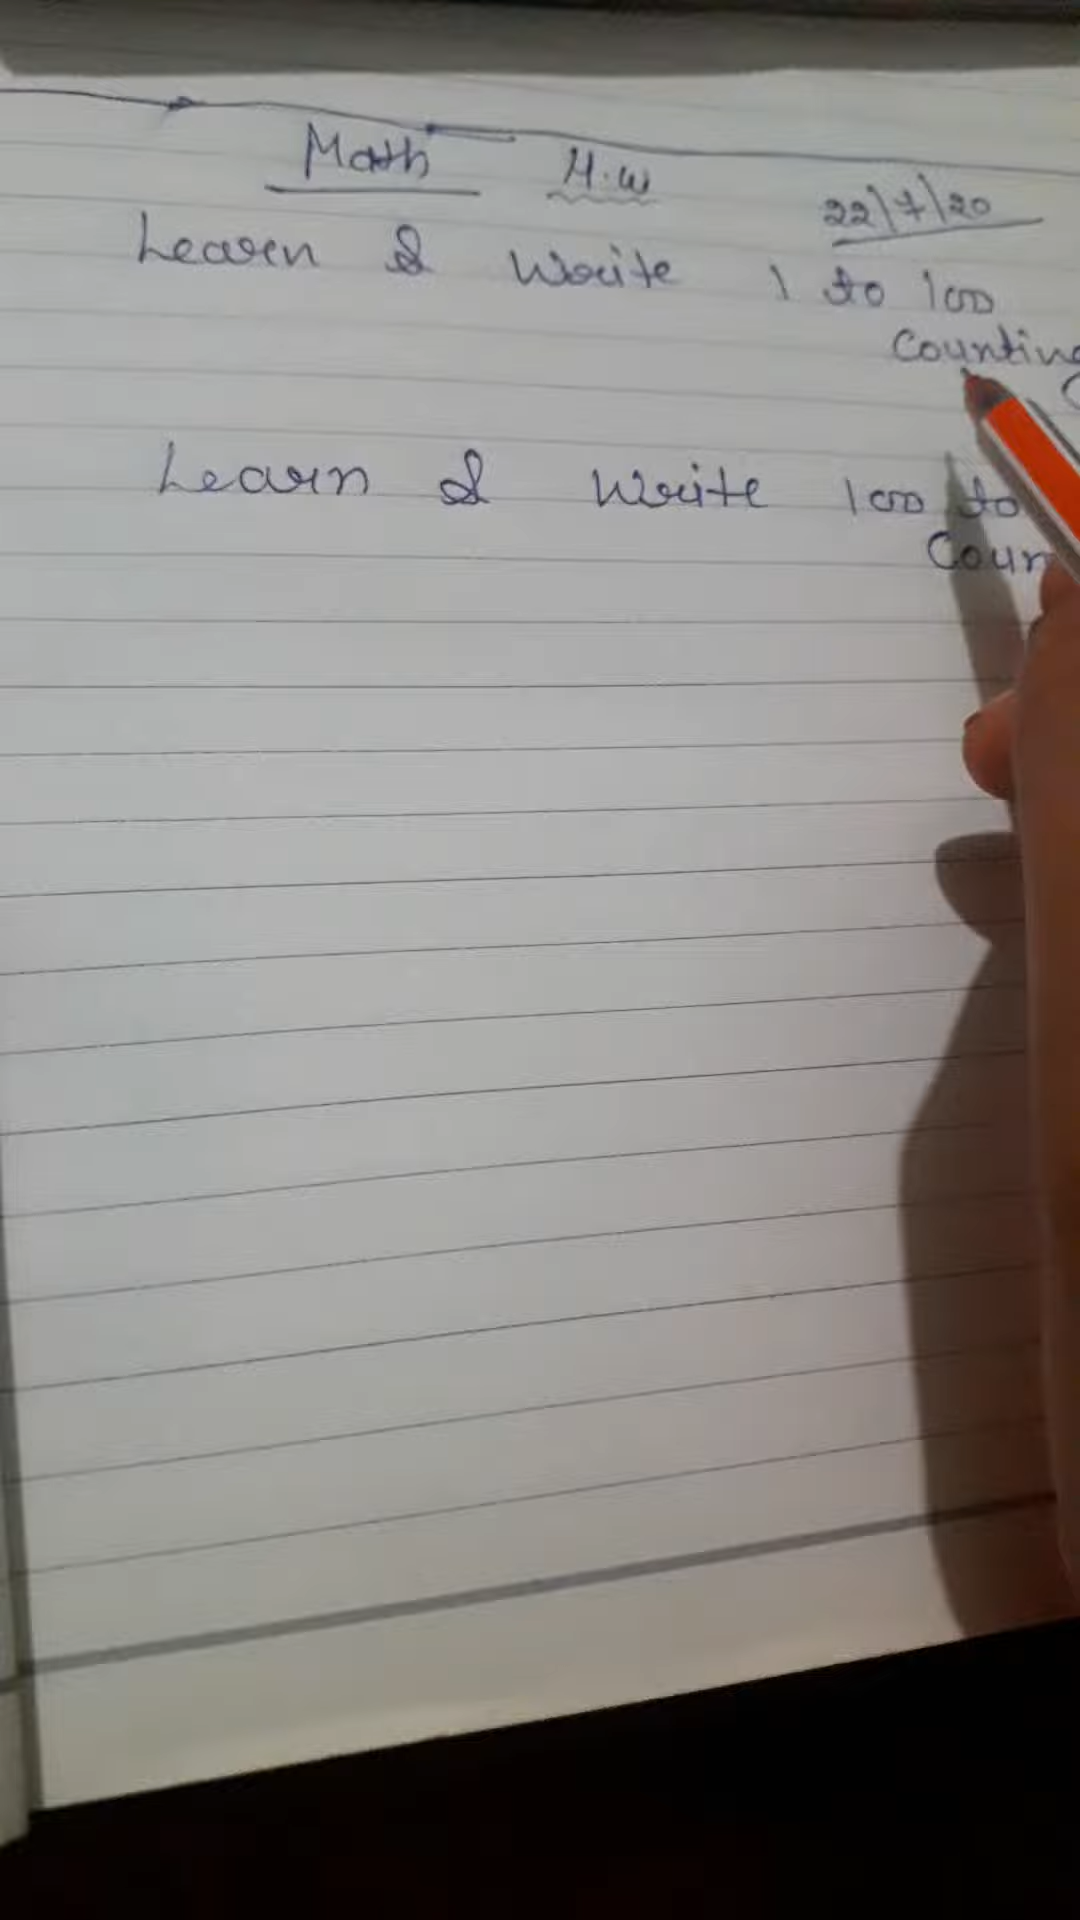 Math H.W
22/7/20
Learn & Write 1 to 100
Counting
Learn & Write 100 to
Coun